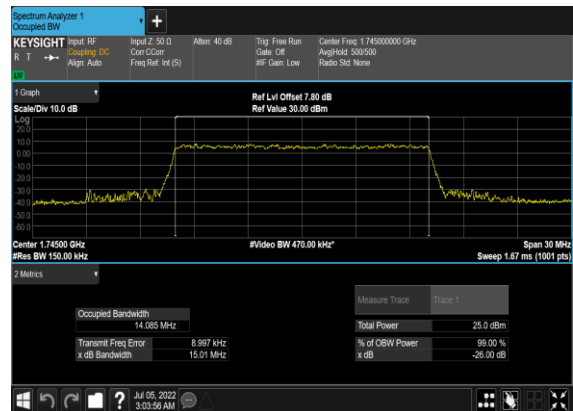 Spectrum Analyzer 1
Occupied BW
+
KEYSIGHT Input: RF Input Z: 50 Ω Atten: 40 dB Trig: Free Run Center Freq: 1.745000000 GHz
R T Coupling: DC Corr CCorr Gate: Off Avg|Hold: 500/500
Align: Auto Freq Ref: Int (S) #IF Gain: Low Radio Std: None
1 Graph
Ref Lvl Offset 7.80 dB
Scale/Div 10.0 dB Ref Value 30.00 dBm
Log
20.0
10.0
0.00
-10.0
-20.0
-30.0
-40.0
-50.0
-60.0
Center 1.74500 GHz #Video BW 470.00 kHz* Span 30 MHz
#Res BW 150.00 kHz Sweep 1.67 ms (1001 pts)
2 Metrics
Measure Trace Trace 1
Occupied Bandwidth
14.085 MHz Total Power 25.0 dBm
Transmit Freq Error 8.997 kHz % of OBW Power 99.00 %
x dB Bandwidth 15.01 MHz x dB -26.00 dB
?
Jul 05, 2022
3:03:56 AM